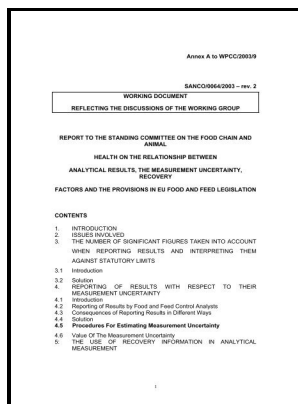 Annex A to WPCC/2003/9
SANCO/0064/2003 – rev. 2
WORKING DOCUMENT
REFLECTING THE DISCUSSIONS OF THE WORKING GROUP
REPORT TO THE STANDING COMMITTEE ON THE FOOD CHAIN AND
ANIMAL
HEALTH ON THE RELATIONSHIP BETWEEN
ANALYTICAL RESULTS, THE MEASUREMENT UNCERTAINTY,
RECOVERY
FACTORS AND THE PROVISIONS IN EU FOOD AND FEED LEGISLATION
CONTENTS
1. INTRODUCTION
2. ISSUES INVOLVED
3. THE NUMBER OF SIGNIFICANT FIGURES TAKEN INTO ACCOUNT
WHEN REPORTING RESULTS AND INTERPRETING THEM
AGAINST STATUTORY LIMITS
3.1 Introduction
3.2 Solution
4. REPORTING OF RESULTS WITH RESPECT TO THEIR
MEASUREMENT UNCERTAINTY
4.1 Introduction
4.2 Reporting of Results by Food and Feed Control Analysts
4.3 Consequences of Reporting Results in Different Ways
4.4 Solution
4.5 Procedures For Estimating Measurement Uncertainty
4.6 Value Of The Measurement Uncertainty
5: THE USE OF RECOVERY INFORMATION IN ANALYTICAL
MEASUREMENT
1